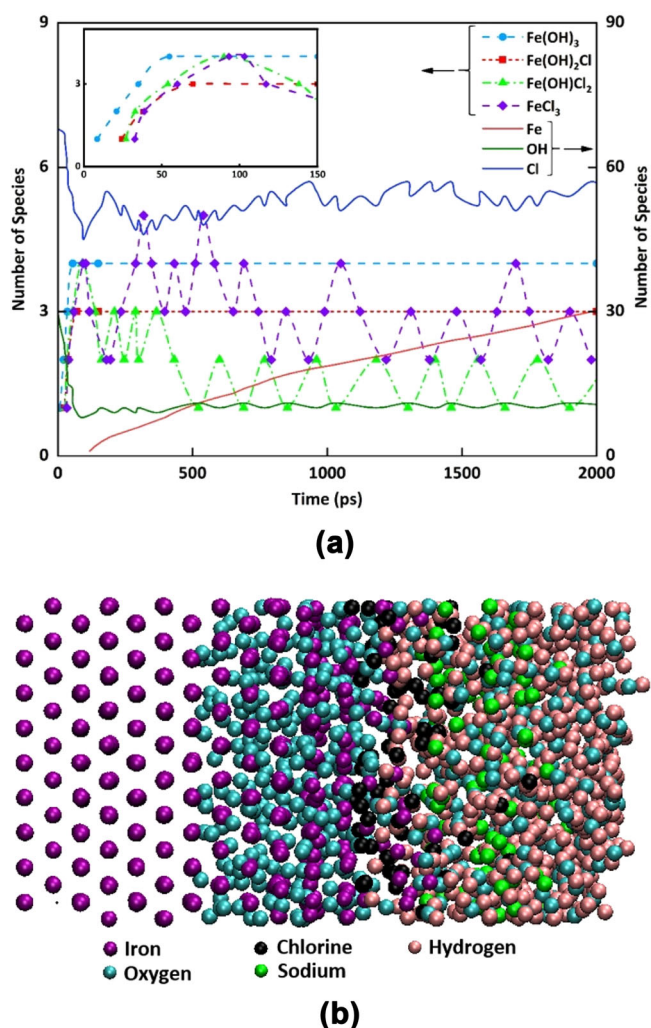 9
6
3
0
Number of Species
3
0
0
50
100
150
Fe(OH)₃
Fe(OH)₂Cl
Fe(OH)Cl₂
FeCl₃
Fe
OH
Cl
90
60
30
0
Number of Species
0
500
1000
1500
2000
Time (ps)
(a)
Iron
Chlorine
Hydrogen
Oxygen
Sodium
(b)